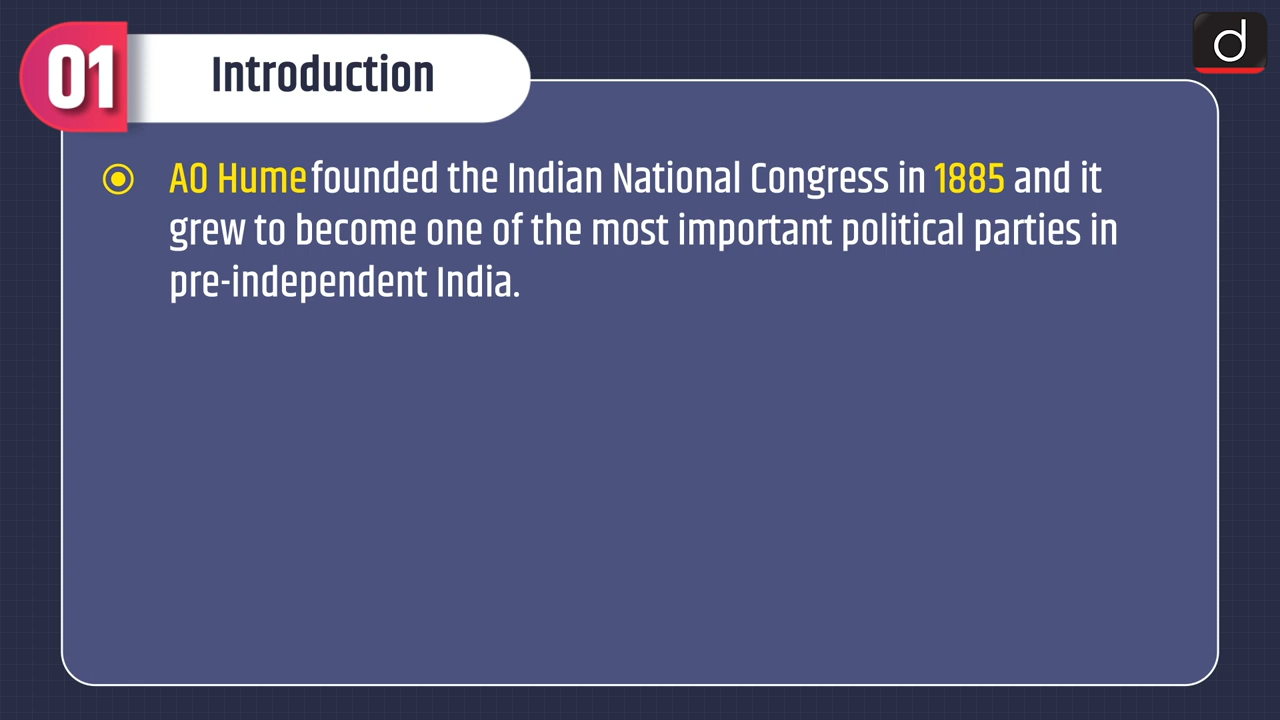 01
Introduction
d
AO Hume founded the Indian National Congress in 1885 and it
grew to become one of the most important political parties in
pre-independent India.